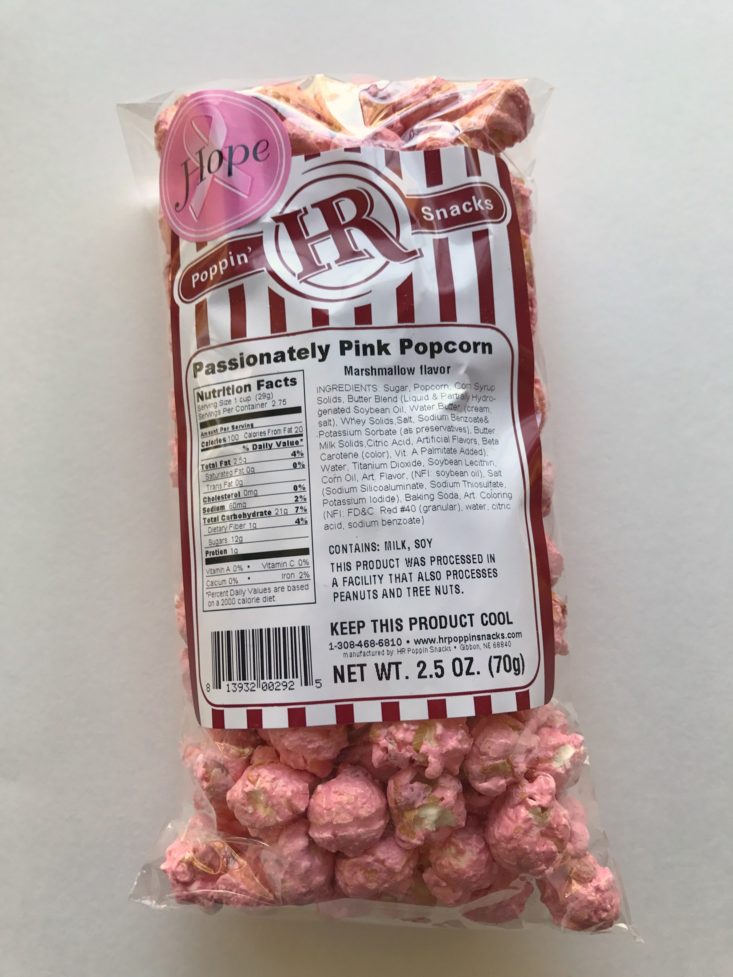 Hope
Poppin'
HR
Snacks
Passionately Pink Popcorn
Marshmallow flavor
Nutrition Facts
Serving Size 1 cup (29g)
Servings Per Container 2.75
Amount Per Serving
Calories 100 Calories From Fat 20
% Daily Value*
Total Fat 2.5g 4%
Saturated Fat 0g 0%
Trans Fat 0g
Cholesterol 0mg 0%
Sodium 60mg 2%
Total Carbohydrate 21g 7%
Dietary Fiber 1g 4%
Sugars 12g
Protien 1g
Vitamin A 0% • Vitamin C 0%
Calcium 0% • Iron 2%
*Percent Daily Values are based
on a 2000 calorie diet.
INGREDIENTS: Sugar, Popcorn, Corn Syrup
Solids, Butter Blend (Liquid & Partially Hydro-
genated Soybean Oil, Water Butter (cream,
salt), Whey Solids, Salt, Sodium Benzoate&
Potassium Sorbate (as preservatives), Butter
Milk Solids, Citric Acid, Artificial Flavors, Beta
Carotene (color), Vit. A Palmitate Added),
Water, Titanium Dioxide, Soybean Lecithin,
Corn Oil, Art. Flavor, (NFI: soybean oil), Salt
(Sodium Silicoaluminate, Sodium Thiosulfate,
Potassium Iodide), Baking Soda, Art. Coloring
(NFI: FD&C Red #40 (granular), water, citric
acid, sodium benzoate)
CONTAINS: MILK, SOY
THIS PRODUCT WAS PROCESSED IN
A FACILITY THAT ALSO PROCESSES
PEANUTS AND TREE NUTS.
KEEP THIS PRODUCT COOL
1-308-468-6810 • www.hrpoppinsnacks.com
manufactured by: HR Poppin Snacks • Gibbon, NE 68840
NET WT. 2.5 OZ. (70g)
8 13932 00292 5